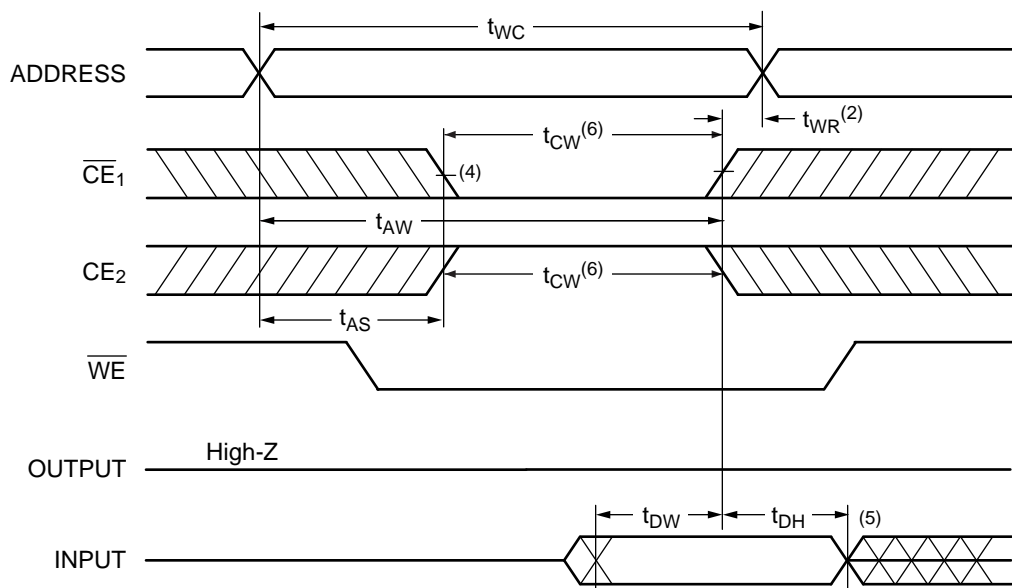 tWC
ADDRESS
tWR(2)
tCW(6)
CE1
(4)
tAW
CE2
tCW(6)
tAS
WE
High-Z
OUTPUT
tDW
tDH
(5)
INPUT